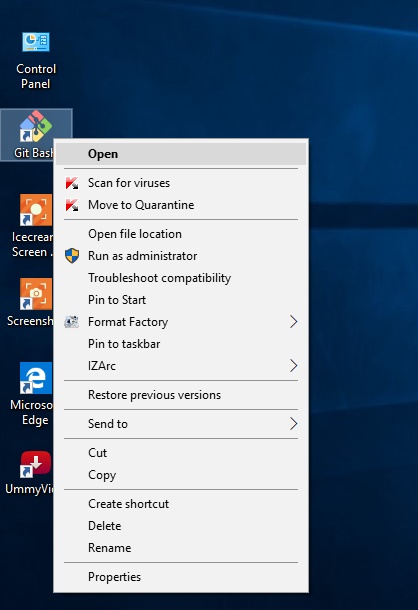 Control
Panel
Git Bash
Icecream
Screen ...
Screensh
Microso
Edge
UmmyVi
Open
Scan for viruses
Move to Quarantine
Open file location
Run as administrator
Troubleshoot compatibility
Pin to Start
Format Factory
Pin to taskbar
IZArc
Restore previous versions
Send to
Cut
Copy
Create shortcut
Delete
Rename
Properties